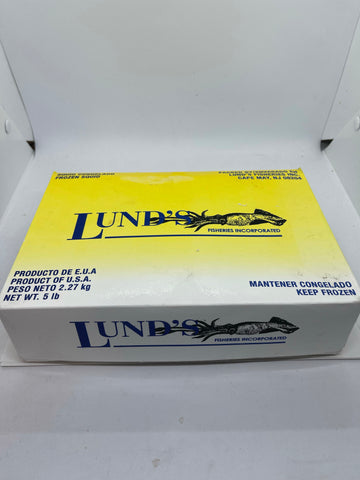 FROZEN SQUID
LUND'S FISHERIES INC.
CAPE MAY, NJ 08204
LUND'S
FISHERIES INCORPORATED
PRODUCTO DE E.U.A
PRODUCT OF U.S.A.
PESO NETO 2.27 kg
NET WT. 5 lb
MANTENER CONGELADO
KEEP FROZEN
LUND'S
FISHERIES INCORPORATED